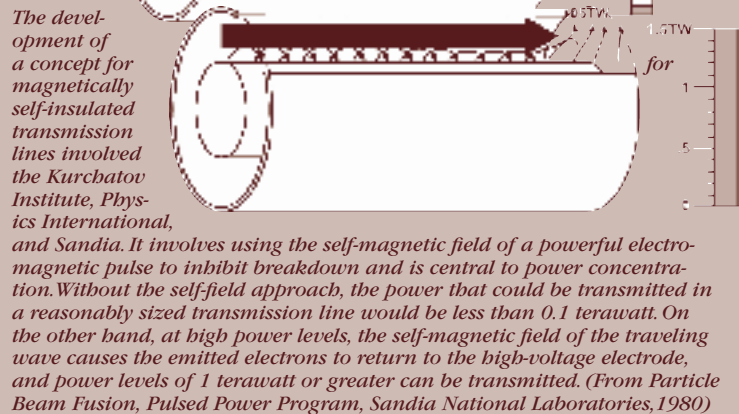 The devel-
opment of
a concept for
magnetically
self-insulated
transmission
lines involved
the Kurchatov
Institute, Phys-
ics International,
and Sandia. It involves using the self-magnetic field of a powerful electro-
magnetic pulse to inhibit breakdown and is central to power concentra-
tion.Without the self-field approach, the power that could be transmitted in
a reasonably sized transmission line would be less than 0.1 terawatt. On
the other hand, at high power levels, the self-magnetic field of the traveling
wave causes the emitted electrons to return to the high-voltage electrode,
and power levels of 1 terawatt or greater can be transmitted. (From Particle
Beam Fusion, Pulsed Power Program, Sandia National Laboratories,1980)
for
1.5TW
1
.5
0